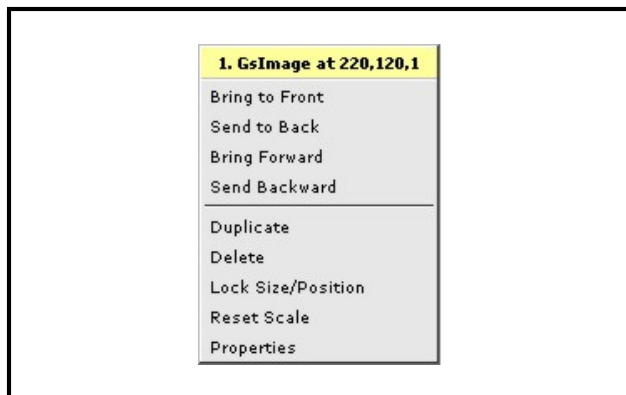 1. GsImage at 220,120,1
Bring to Front
Send to Back
Bring Forward
Send Backward
Duplicate
Delete
Lock Size/Position
Reset Scale
Properties